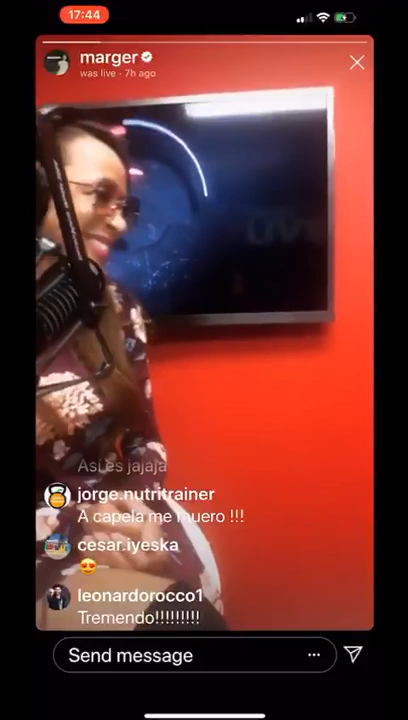 17:44
marger
was live · 7h ago
Así es jajaja
jorge.nutritrainer
A capela me muero !!!
cesar.iyeska
leonardorocco1
Tremendo!!!!!!!!!
Send message